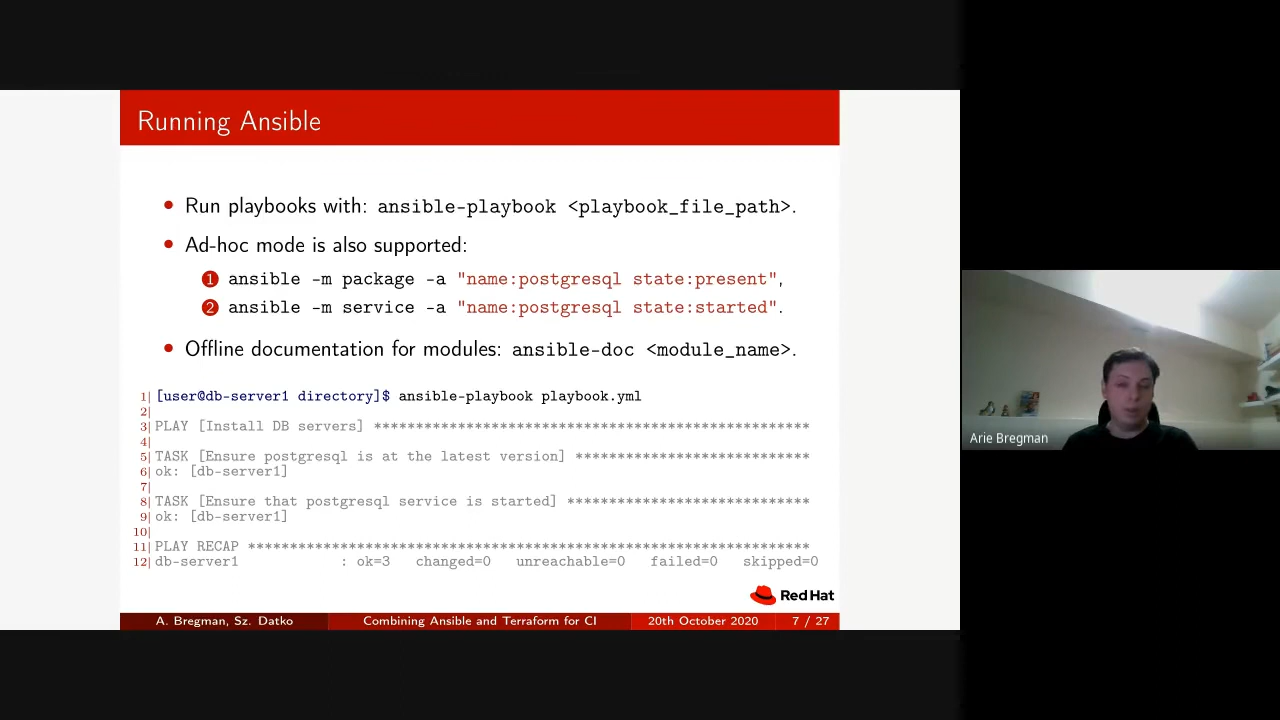 Running Ansible
• Run playbooks with: ansible-playbook <playbook_file_path>.
• Ad-hoc mode is also supported:
1 ansible -m package -a "name:postgresql state:present",
2 ansible -m service -a "name:postgresql state:started".
• Offline documentation for modules: ansible-doc <module_name>.
1| [user@db-server1 directory]$ ansible-playbook playbook.yml
2|
3| PLAY [Install DB servers] ****************************************************
4|
5| TASK [Ensure postgresql is at the latest version] ****************************
6| ok: [db-server1]
7|
8| TASK [Ensure that postgresql service is started] *****************************
9| ok: [db-server1]
10|
11| PLAY RECAP *******************************************************************
12| db-server1 : ok=3 changed=0 unreachable=0 failed=0 skipped=0
Red Hat
A. Bregman, Sz. Datko Combining Ansible and Terraform for CI 20th October 2020 7 / 27
Arie Bregman